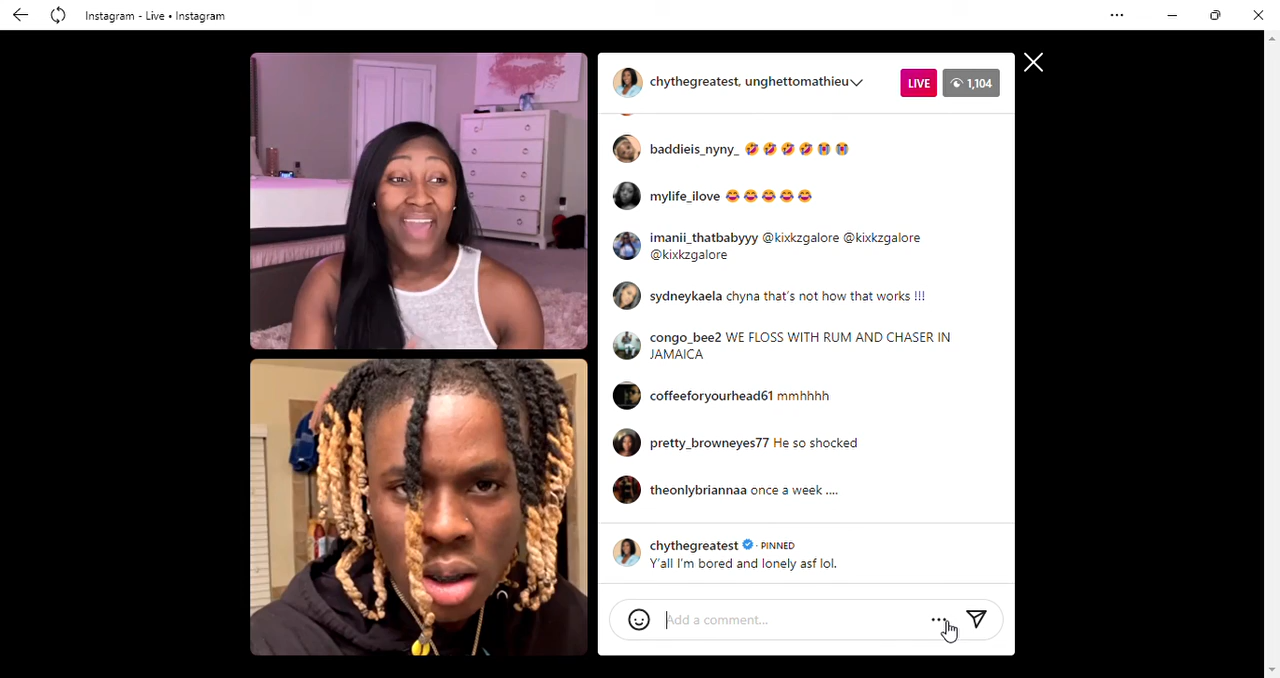 Instagram - Live • Instagram
chythegreatest, unghettomathieu
LIVE
1,104
baddieis_nyny_ 🤣🤣🤣🤣😭😭
mylife_ilove 😂😂😂😂😂
imanii_thatbabyyy @kixkzgalore @kixkzgalore
@kixkzgalore
sydneykaela chyna that's not how that works !!!
congo_bee2 WE FLOSS WITH RUM AND CHASER IN
JAMAICA
coffeeforyourhead61 mmhhhh
pretty_browneyes77 He so shocked
theonlybriannaa once a week ....
chythegreatest · PINNED
Y'all I'm bored and lonely asf lol.
Add a comment...